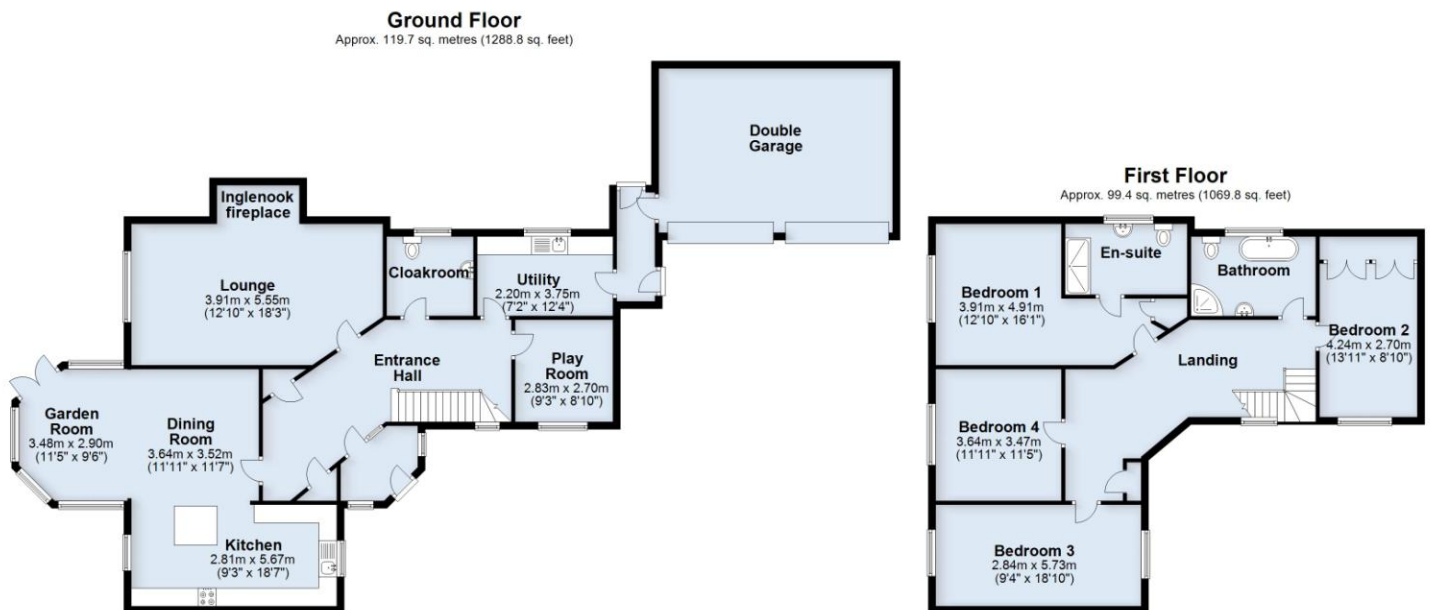 Ground Floor
Approx. 119.7 sq. metres (1288.8 sq. feet)
Double
Garage
Inglenook
fireplace
Lounge
3.91m x 5.55m
(12'10" x 18'3")
Cloakroom
Utility
2.20m x 3.75m
(7'2" x 12'4")
Entrance
Hall
Play
Room
2.83m x 2.70m
(9'3" x 8'10")
Garden
Room
3.48m x 2.90m
(11'5" x 9'6")
Dining
Room
3.64m x 3.52m
(11'11" x 11'7")
Kitchen
2.81m x 5.67m
(9'3" x 18'7")
First Floor
Approx. 99.4 sq. metres (1069.8 sq. feet)
En-suite
Bathroom
Bedroom 1
3.91m x 4.91m
(12'10" x 16'1")
Bedroom 2
4.24m x 2.70m
(13'11" x 8'10")
Landing
Bedroom 4
3.64m x 3.47m
(11'11" x 11'5")
Bedroom 3
2.84m x 5.73m
(9'4" x 18'10")